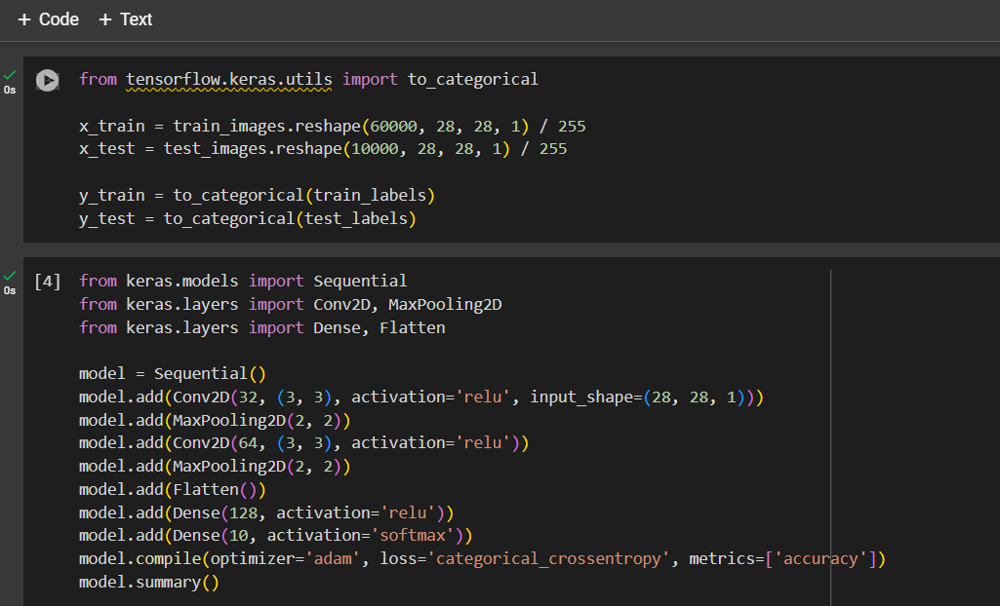 + Code + Text
0s
from tensorflow.keras.utils import to_categorical
x_train = train_images.reshape(60000, 28, 28, 1) / 255
x_test = test_images.reshape(10000, 28, 28, 1) / 255
y_train = to_categorical(train_labels)
y_test = to_categorical(test_labels)
0s
[4]
from keras.models import Sequential
from keras.layers import Conv2D, MaxPooling2D
from keras.layers import Dense, Flatten
model = Sequential()
model.add(Conv2D(32, (3, 3), activation='relu', input_shape=(28, 28, 1)))
model.add(MaxPooling2D(2, 2))
model.add(Conv2D(64, (3, 3), activation='relu'))
model.add(MaxPooling2D(2, 2))
model.add(Flatten())
model.add(Dense(128, activation='relu'))
model.add(Dense(10, activation='softmax'))
model.compile(optimizer='adam', loss='categorical_crossentropy', metrics=['accuracy'])
model.summary()